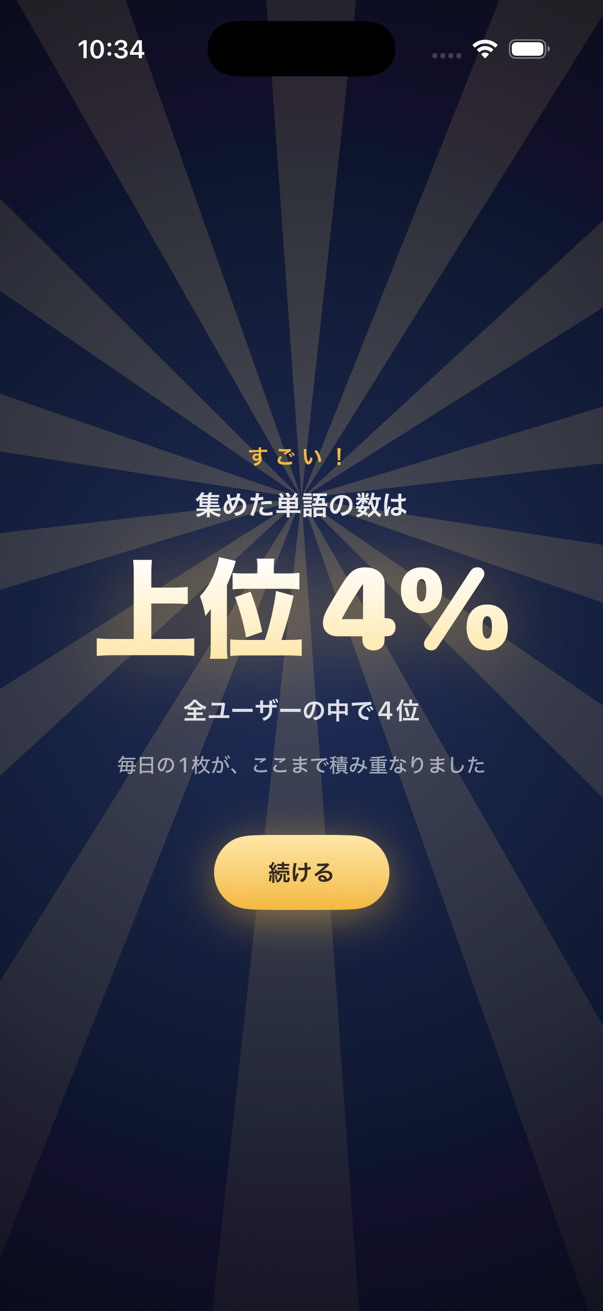 10:34
すごい！
集めた単語の数は
上位4%
全ユーザーの中で4位
毎日の1枚が、ここまで積み重なりました
続ける